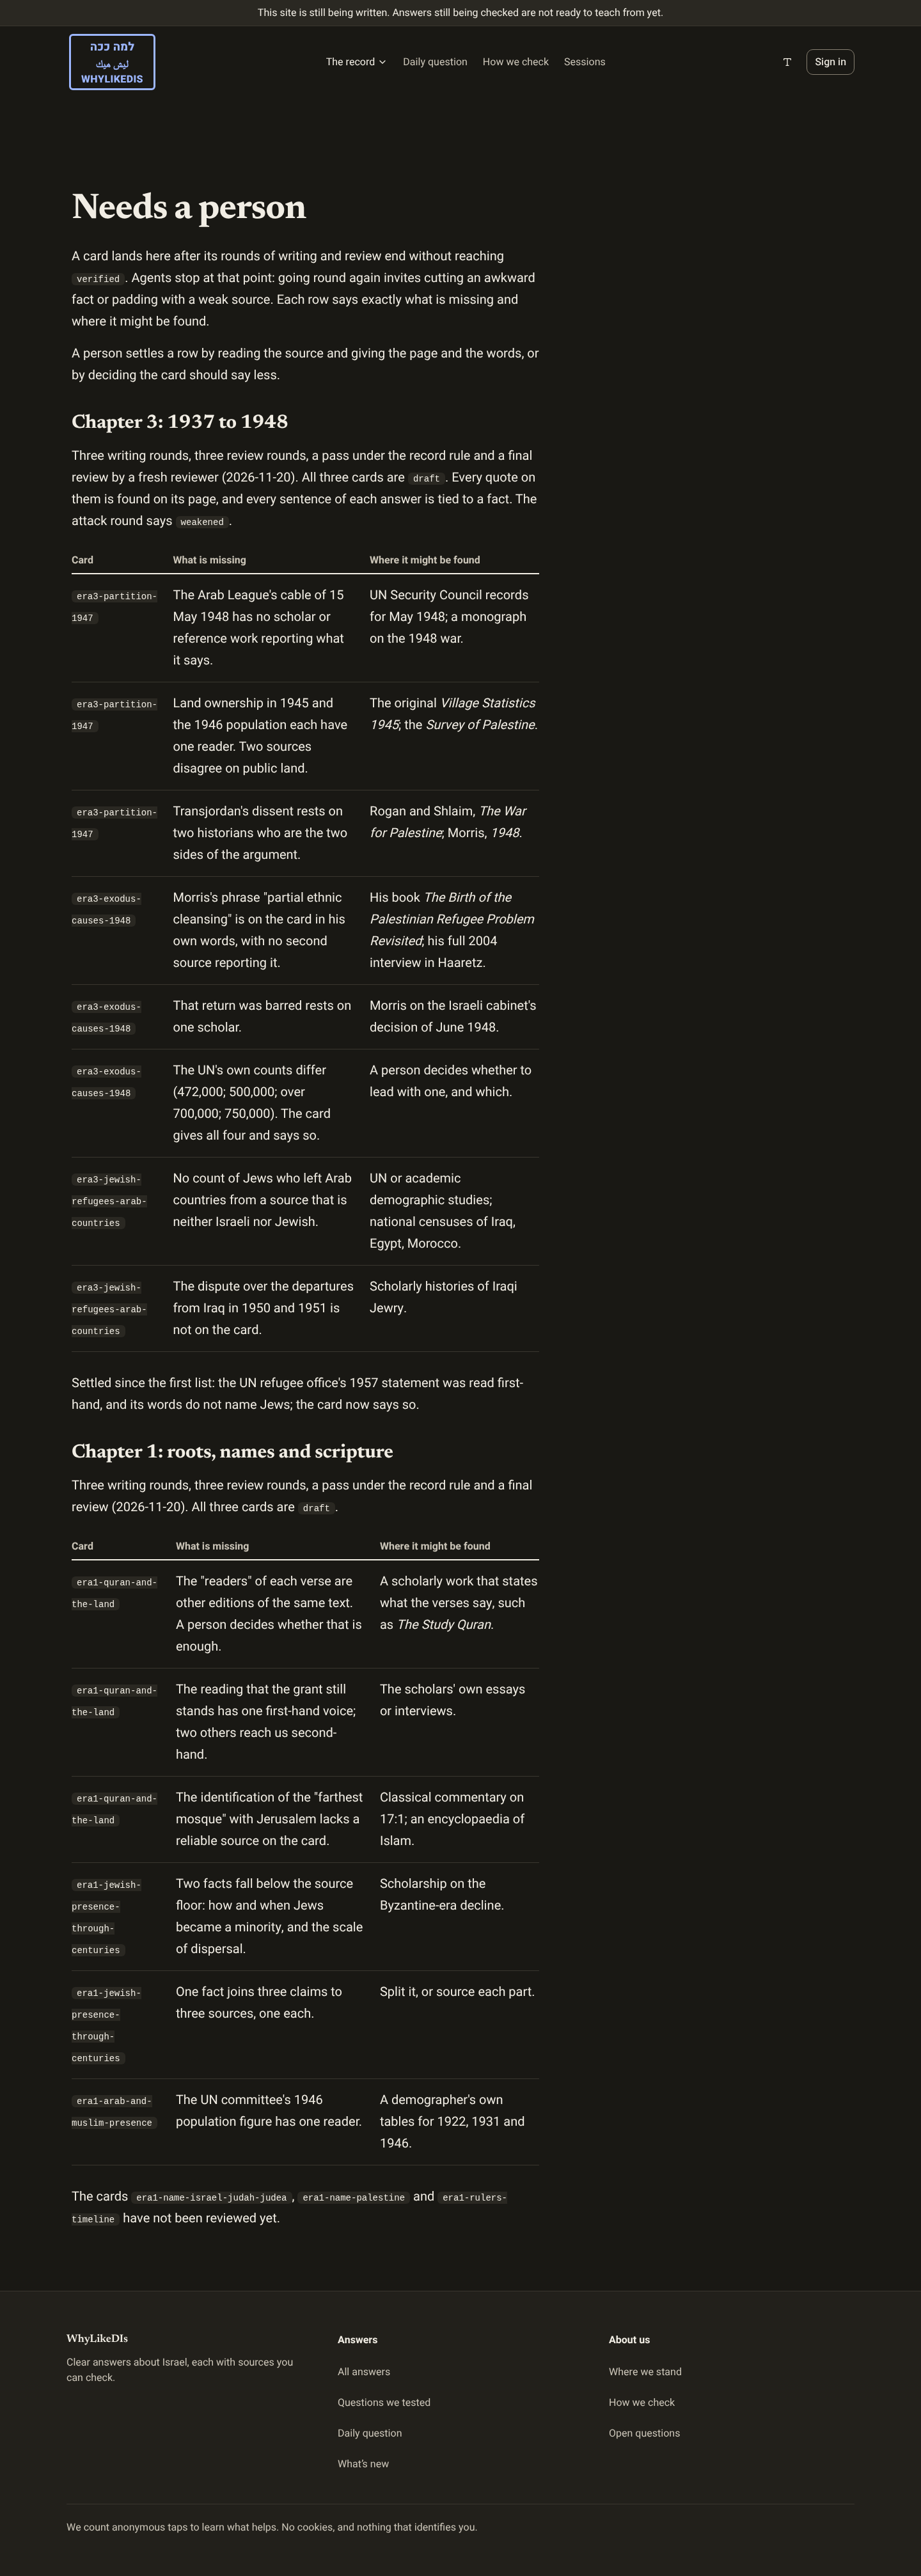 This site is still being written. Answers still being checked are not ready to teach from yet.
למה ככה
ليش هيك
WHYLIKEDIS
The record
Daily question
How we check
Sessions
T
Sign in
Needs a person
A card lands here after its rounds of writing and review end without reaching
verified. Agents stop at that point: going round again invites cutting an awkward
fact or padding with a weak source. Each row says exactly what is missing and
where it might be found.
A person settles a row by reading the source and giving the page and the words, or
by deciding the card should say less.
Chapter 3: 1937 to 1948
Three writing rounds, three review rounds, a pass under the record rule and a final
review by a fresh reviewer (2026-11-20). All three cards are draft. Every quote on
them is found on its page, and every sentence of each answer is tied to a fact. The
attack round says weakened.
Card
What is missing
Where it might be found
era3-partition-
1947
The Arab League's cable of 15
May 1948 has no scholar or
reference work reporting what
it says.
UN Security Council records
for May 1948; a monograph
on the 1948 war.
era3-partition-
1947
Land ownership in 1945 and
the 1946 population each have
one reader. Two sources
disagree on public land.
The original Village Statistics
1945; the Survey of Palestine.
era3-partition-
1947
Transjordan's dissent rests on
two historians who are the two
sides of the argument.
Rogan and Shlaim, The War
for Palestine; Morris, 1948.
era3-exodus-
causes-1948
Morris's phrase "partial ethnic
cleansing" is on the card in his
own words, with no second
source reporting it.
His book The Birth of the
Palestinian Refugee Problem
Revisited; his full 2004
interview in Haaretz.
era3-exodus-
causes-1948
That return was barred rests on
one scholar.
Morris on the Israeli cabinet's
decision of June 1948.
era3-exodus-
causes-1948
The UN's own counts differ
(472,000; 500,000; over
700,000; 750,000). The card
gives all four and says so.
A person decides whether to
lead with one, and which.
era3-jewish-
refugees-arab-
countries
No count of Jews who left Arab
countries from a source that is
neither Israeli nor Jewish.
UN or academic
demographic studies;
national censuses of Iraq,
Egypt, Morocco.
era3-jewish-
refugees-arab-
countries
The dispute over the departures
from Iraq in 1950 and 1951 is
not on the card.
Scholarly histories of Iraqi
Jewry.
Settled since the first list: the UN refugee office's 1957 statement was read first-
hand, and its words do not name Jews; the card now says so.
Chapter 1: roots, names and scripture
Three writing rounds, three review rounds, a pass under the record rule and a final
review (2026-11-20). All three cards are draft.
Card
What is missing
Where it might be found
era1-quran-and-
the-land
The "readers" of each verse are
other editions of the same text.
A person decides whether that is
enough.
A scholarly work that states
what the verses say, such
as The Study Quran.
era1-quran-and-
the-land
The reading that the grant still
stands has one first-hand voice;
two others reach us second-
hand.
The scholars' own essays
or interviews.
era1-quran-and-
the-land
The identification of the "farthest
mosque" with Jerusalem lacks a
reliable source on the card.
Classical commentary on
17:1; an encyclopaedia of
Islam.
era1-jewish-
presence-
through-
centuries
Two facts fall below the source
floor: how and when Jews
became a minority, and the scale
of dispersal.
Scholarship on the
Byzantine-era decline.
era1-jewish-
presence-
through-
centuries
One fact joins three claims to
three sources, one each.
Split it, or source each part.
era1-arab-and-
muslim-presence
The UN committee's 1946
population figure has one reader.
A demographer's own
tables for 1922, 1931 and
1946.
The cards era1-name-israel-judah-judea, era1-name-palestine and era1-rulers-
timeline have not been reviewed yet.
WhyLikeDIs
Clear answers about Israel, each with sources you
can check.
Answers
All answers
Questions we tested
Daily question
What's new
About us
Where we stand
How we check
Open questions
We count anonymous taps to learn what helps. No cookies, and nothing that identifies you.